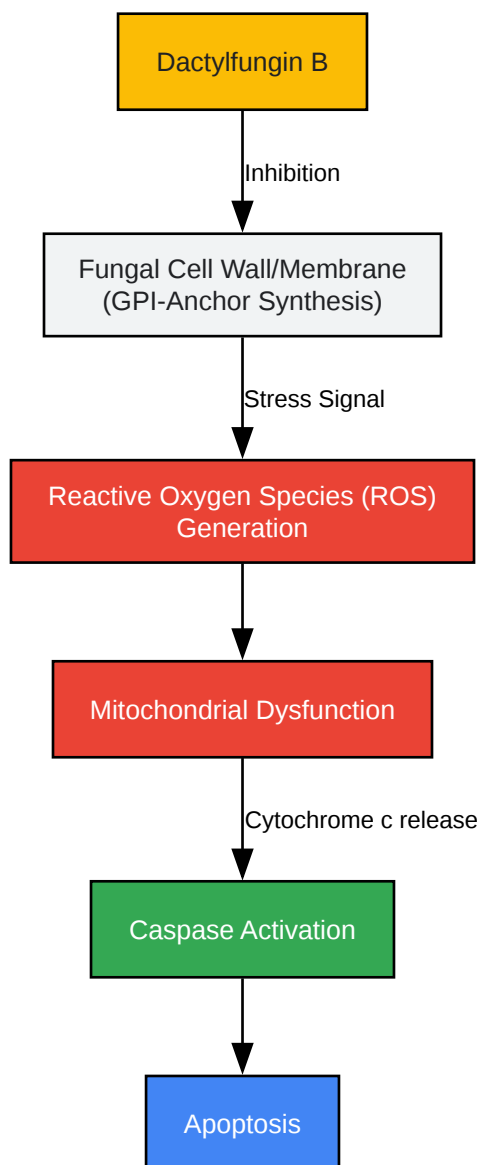 Dactylfungin B
Inhibition
Fungal Cell Wall/Membrane
(GPI-Anchor Synthesis)
Stress Signal
Reactive Oxygen Species (ROS)
Generation
Mitochondrial Dysfunction
Cytochrome c release
Caspase Activation
Apoptosis